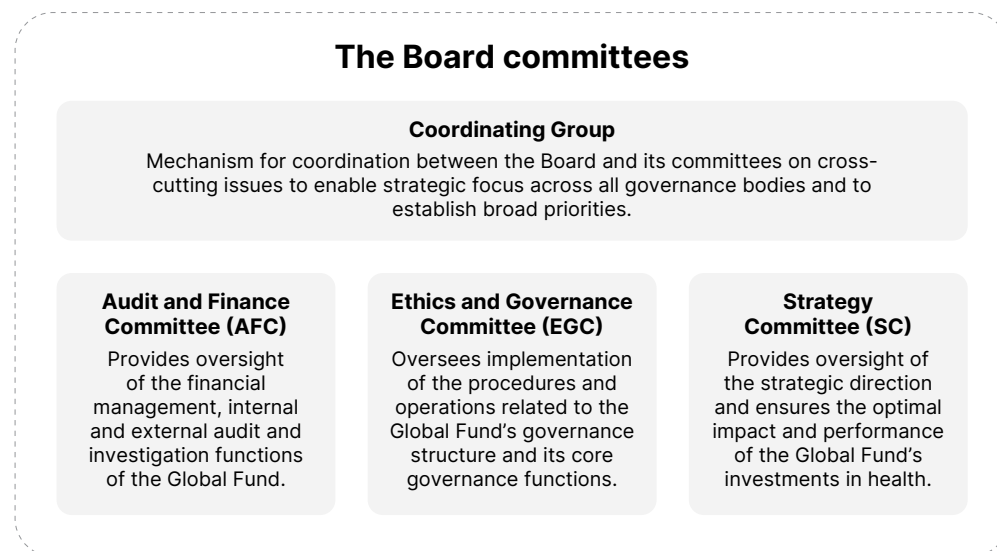 The Board committees
Coordinating Group
Mechanism for coordination between the Board and its committees on cross-
cutting issues to enable strategic focus across all governance bodies and to
establish broad priorities.
Audit and Finance
Committee (AFC)
Provides oversight
of the financial
management, internal
and external audit and
investigation functions
of the Global Fund.
Ethics and Governance
Committee (EGC)
Oversees implementation
of the procedures and
operations related to the
Global Fund’s governance
structure and its core
governance functions.
Strategy
Committee (SC)
Provides oversight of
the strategic direction
and ensures the optimal
impact and performance
of the Global Fund’s
investments in health.